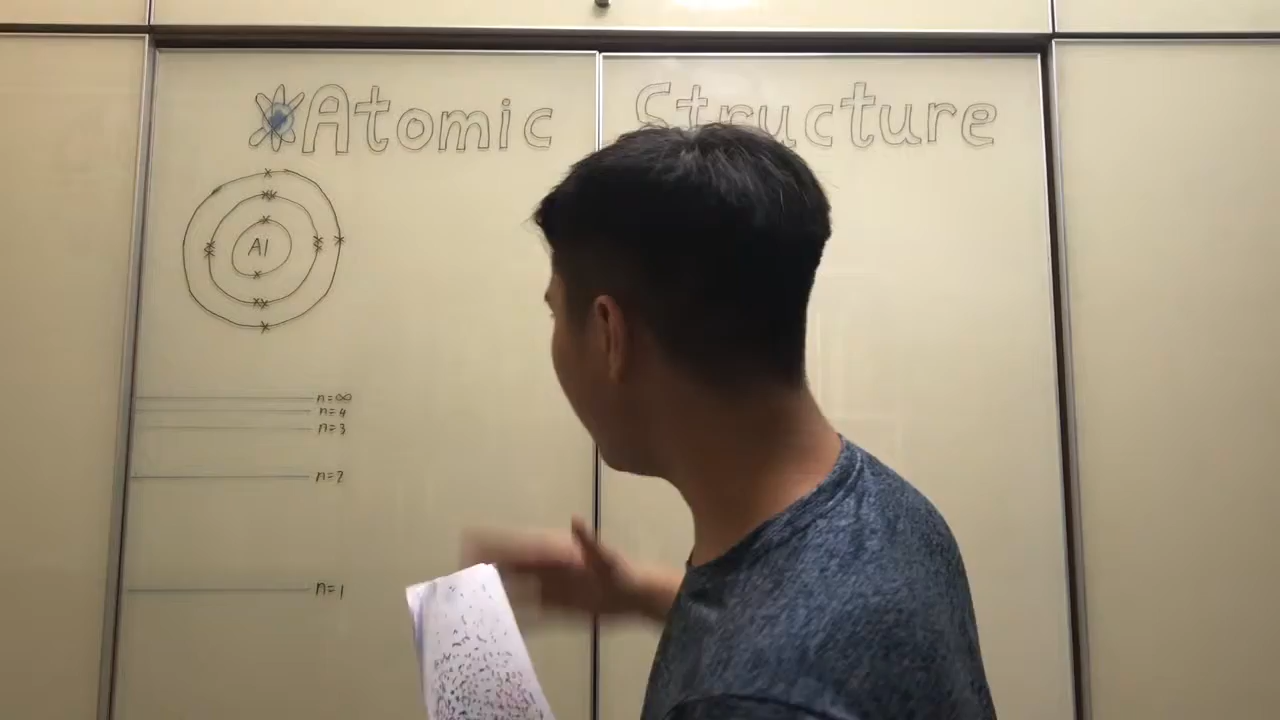 Atomic Structure
Al
n=∞
n=4
n=3
n=2
n=1